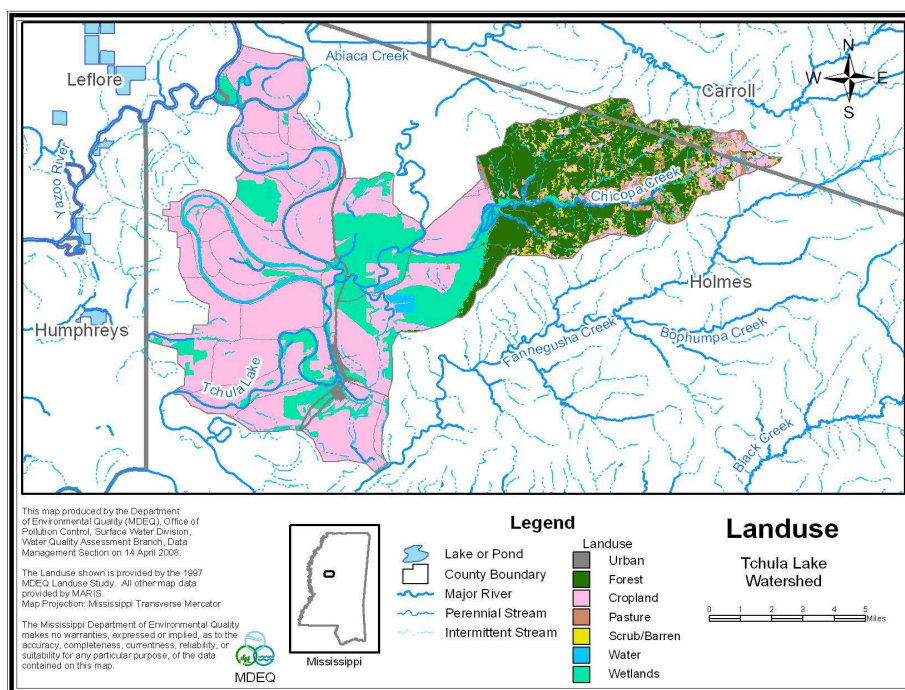 Leflore
Abiaca Creek
Carroll
N
W E
S
Yazoo River
Chicopa Creek
Holmes
Humphreys
Fannegusha Creek
Bophumpa Creek
Tchula Lake
Black Creek
This map produced by the Department
of Environmental Quality (MDEQ), Office of
Pollution Control, Surface Water Division,
Water Quality Assessment Branch, Data
Management Section on 14 April 2008.
The Landuse shown is provided by the 1997
MDEQ Landuse Study. All other map data
provided by MARIS.
Map Projection: Mississippi Transverse Mercator
The Mississippi Department of Environmental Quality
makes no warranties, expressed or implied, as to the
accuracy, completeness, currentness, reliability, or
suitability for any particular purpose, of the data
contained on this map.
MDEQ
Mississippi
Legend
Lake or Pond
County Boundary
Major River
Perennial Stream
Intermittent Stream
Landuse
Urban
Forest
Cropland
Pasture
Scrub/Barren
Water
Wetlands
Landuse
Tchula Lake
Watershed
0 1 2 3 4 5
Miles